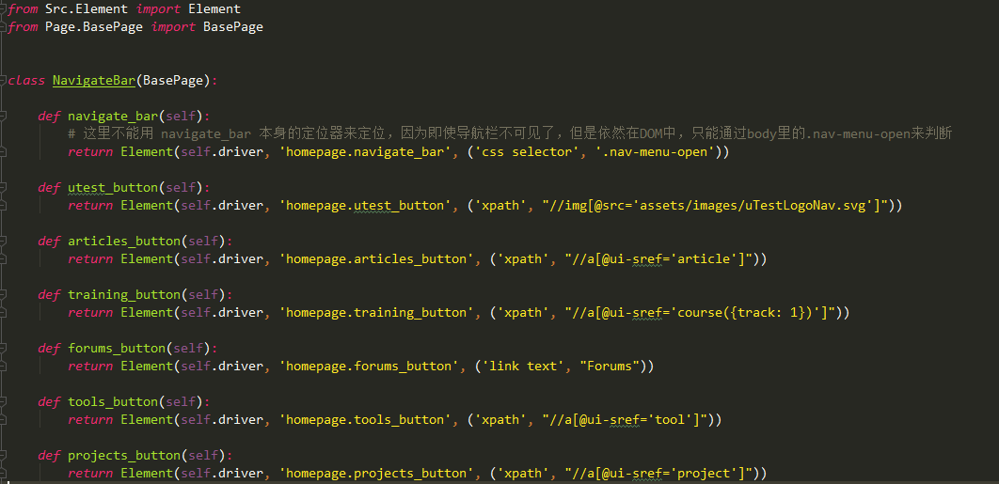 from Src.Element import Element
from Page.BasePage import BasePage
class NavigateBar(BasePage):
def navigate_bar(self):
# 这里不能用 navigate_bar 本身的定位器来定位，因为即使导航栏不可见了，但是依然在DOM中，只能通过body里的.nav-menu-open来判断
return Element(self.driver, 'homepage.navigate_bar', ('css selector', '.nav-menu-open'))
def utest_button(self):
return Element(self.driver, 'homepage.utest_button', ('xpath', "//img[@src='assets/images/uTestLogoNav.svg']"))
def articles_button(self):
return Element(self.driver, 'homepage.articles_button', ('xpath', "//a[@ui-sref='article']"))
def training_button(self):
return Element(self.driver, 'homepage.training_button', ('xpath', "//a[@ui-sref='course({track: 1})']"))
def forums_button(self):
return Element(self.driver, 'homepage.forums_button', ('link text', "Forums"))
def tools_button(self):
return Element(self.driver, 'homepage.tools_button', ('xpath', "//a[@ui-sref='tool']"))
def projects_button(self):
return Element(self.driver, 'homepage.projects_button', ('xpath', "//a[@ui-sref='project']"))